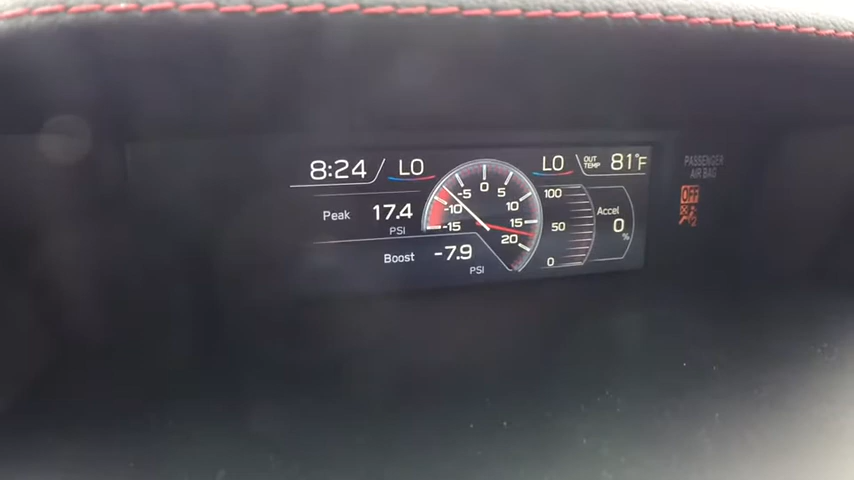 8:24 LO LO OUT TEMP 81°F
Peak 17.4 PSI
Boost -7.9 PSI
-15 -10 -5 0 5 10 15 20
100
50
0
Accel
0 %
PASSENGER
AIR BAG
OFF
2